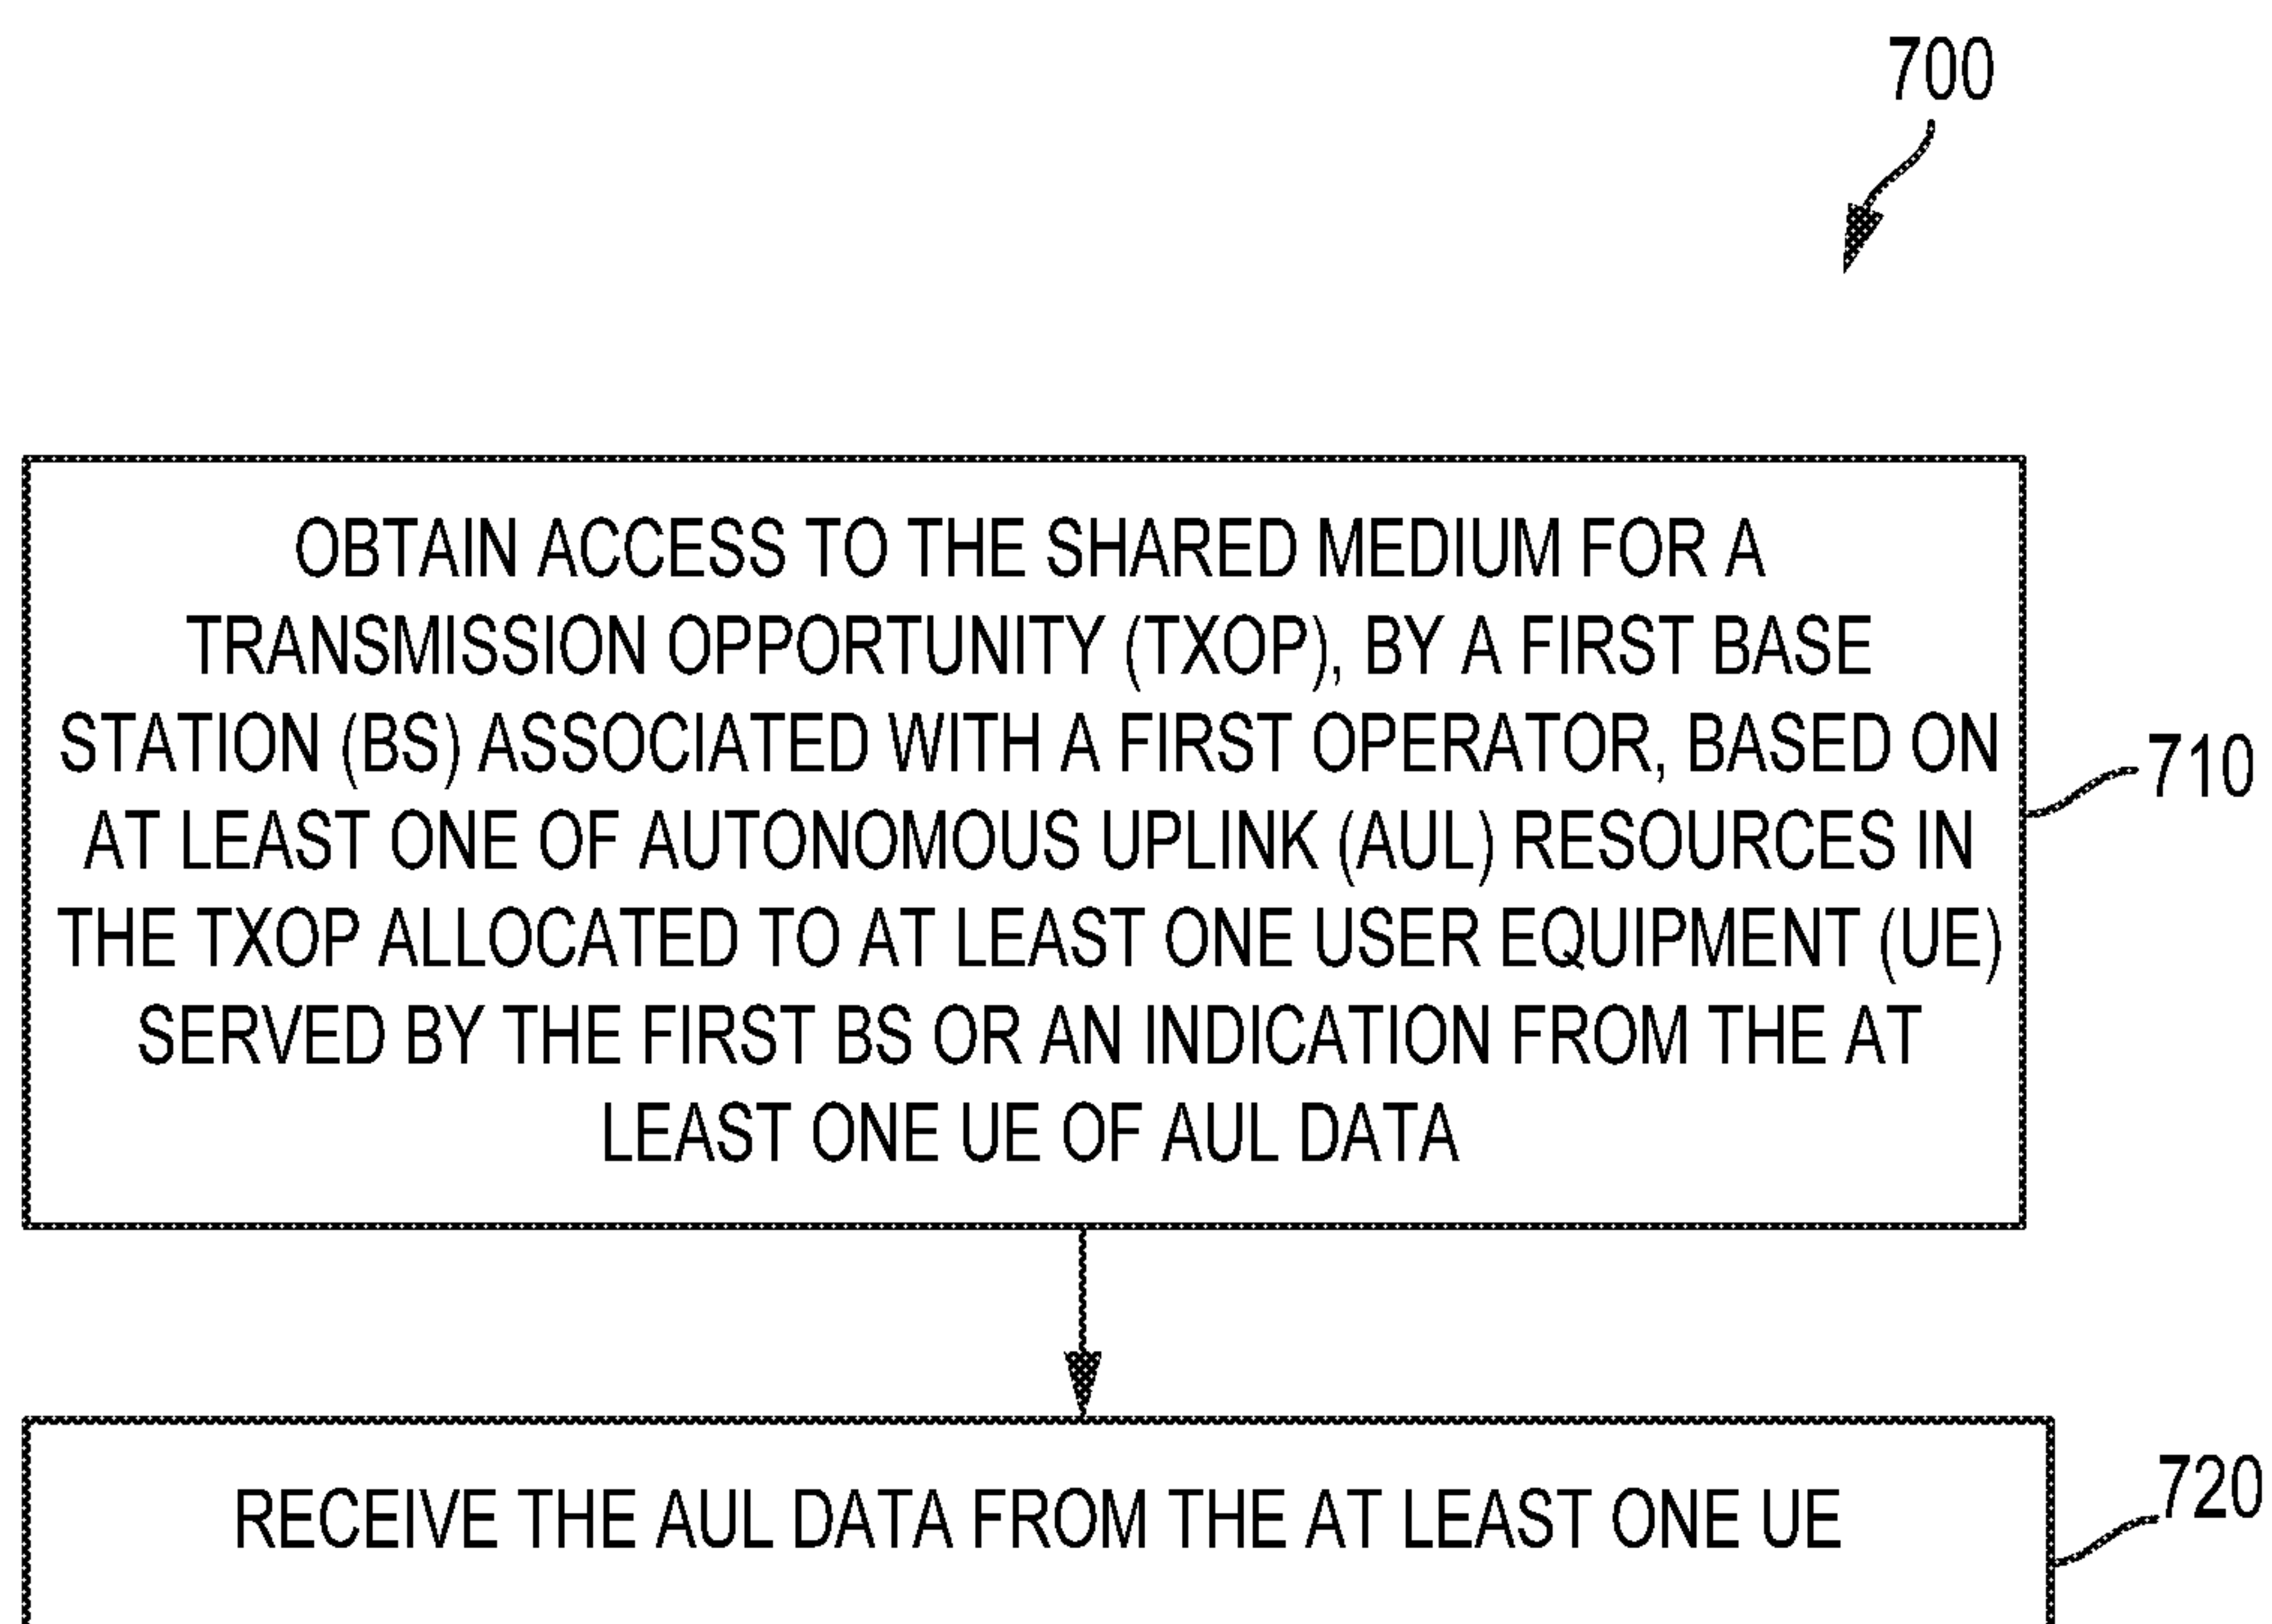 700
OBTAIN ACCESS TO THE SHARED MEDIUM FOR A
TRANSMISSION OPPORTUNITY (TXOP), BY A FIRST BASE
STATION (BS) ASSOCIATED WITH A FIRST OPERATOR, BASED ON
AT LEAST ONE OF AUTONOMOUS UPLINK (AUL) RESOURCES IN
THE TXOP ALLOCATED TO AT LEAST ONE USER EQUIPMENT (UE)
SERVED BY THE FIRST BS OR AN INDICATION FROM THE AT
LEAST ONE UE OF AUL DATA
710
RECEIVE THE AUL DATA FROM THE AT LEAST ONE UE
720